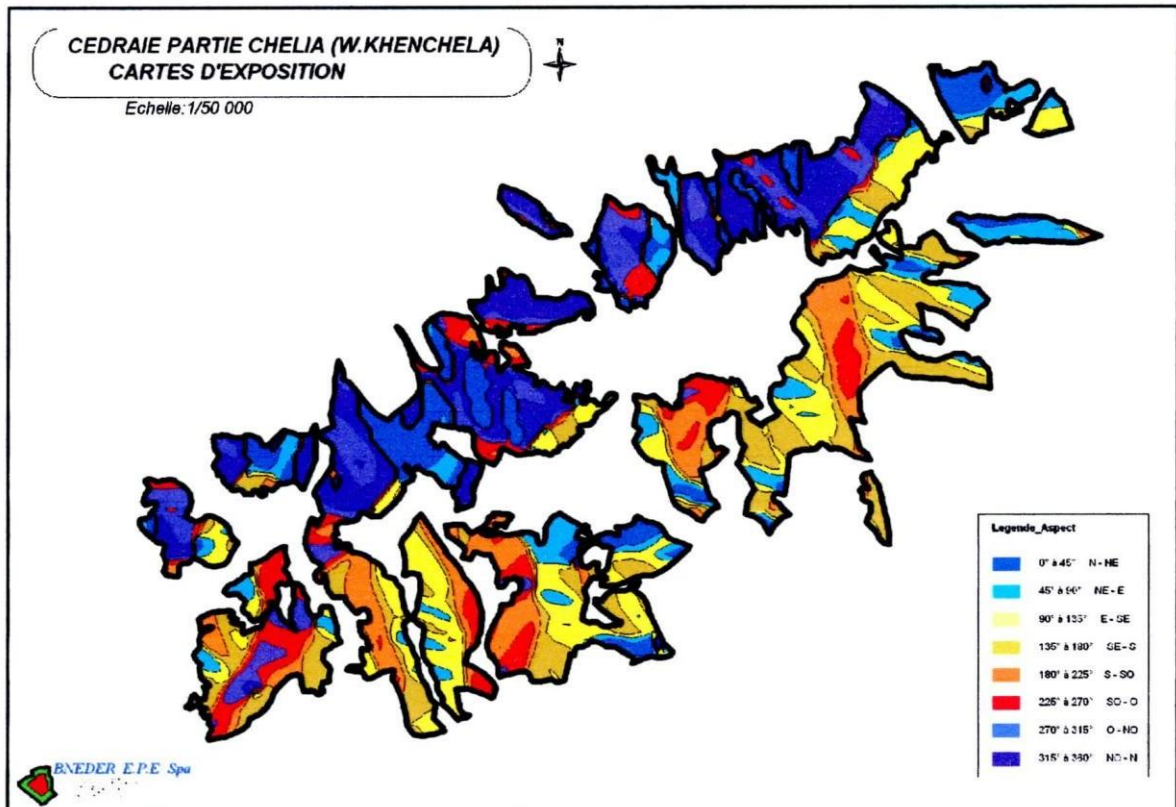 CEDRAIE PARTIE CHELIA (W.KHENCHELA)
CARTES D'EXPOSITION
N
Echelle:1/50 000
Legende_Aspect
0° à 45° N - NE
45° à 90° NE - E
90° à 135° E - SE
135° à 180° SE - S
180° à 225° S - SO
225° à 270° SO - O
270° à 315° O - NO
315° à 360° NO - N
BNEDER E.P.E Spa